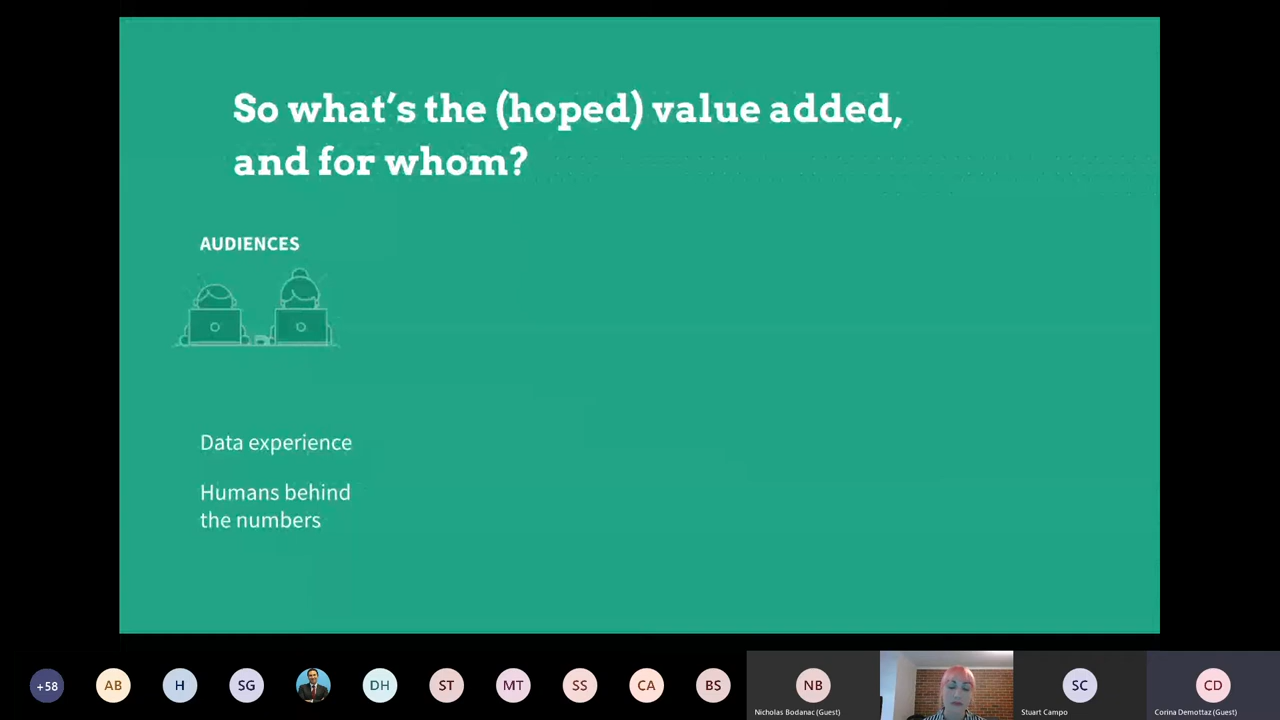 So what's the (hoped) value added,
and for whom?
AUDIENCES
Data experience
Humans behind
the numbers
+58
AB
H
SG
DH
ST
MT
SS
CA
BS
NB
SC
CD
Nicholas Bodanac (Guest)
Stuart Campo
Corina Demottaz (Guest)